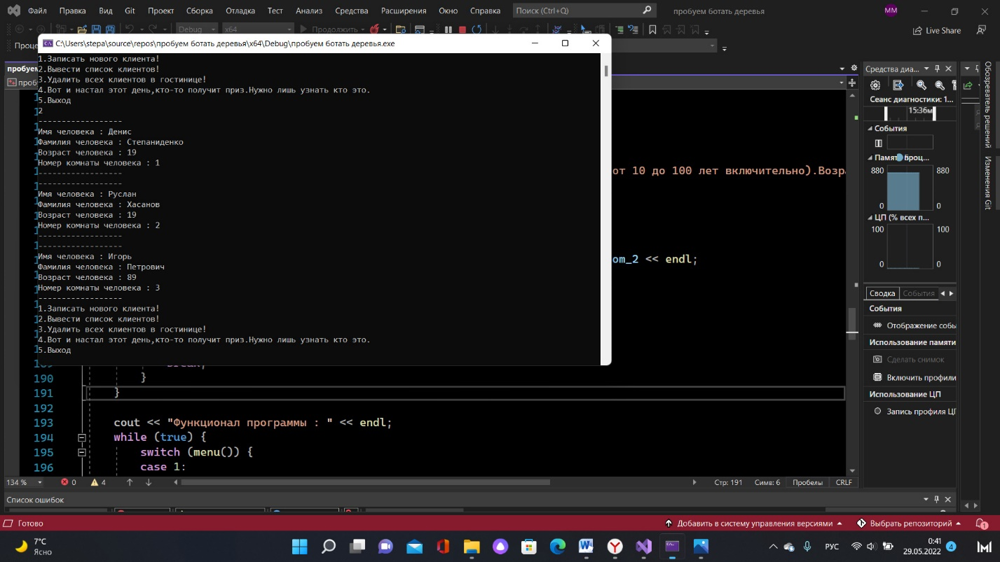 Файл Правка Вид Git Проект Сборка Отладка Тест Анализ Средства Расширения Окно Справка Поиск (Ctrl+Q) пробуем ботать деревья MM
Debug x64 Продолжить Live Share
Проце
C:\Users\stepa\source\repos\пробуем ботать деревья\x64\Debug\пробуем ботать деревья.exe
1.Записать нового клиента!
2.Вывести список клиентов!
3.Удалить всех клиентов в гостинице!
4.Вот и настал этот день,кто-то получит приз.Нужно лишь узнать кто это.
5.Выход
2
------------------
Имя человека : Денис
Фамилия человека : Степаниденко
Возраст человека : 19
Номер комнаты человека : 1
------------------
------------------
Имя человека : Руслан
Фамилия человека : Хасанов
Возраст человека : 19
Номер комнаты человека : 2
------------------
------------------
Имя человека : Игорь
Фамилия человека : Петрович
Возраст человека : 89
Номер комнаты человека : 3
------------------
1.Записать нового клиента!
2.Вывести список клиентов!
3.Удалить всех клиентов в гостинице!
4.Вот и настал этот день,кто-то получит приз.Нужно лишь узнать кто это.
5.Выход
пробуем
проб
от 10 до 100 лет включительно).Возра
om_2 << endl;
189 break;
190 }
191 }
192
193 cout << "Функционал программы : " << endl;
194 while (true) {
195 switch (menu()) {
196 case 1:
134 % 0 4 Стр: 191 Симв: 6 Пробелы CRLF
Средства диа...
Сеанс диагностики: 1...
15:36м
События
880 880
0 0
ЦП (% всех п...
100 100
0 0
Сводка События
События
Отображение собы
Использование памяти
Сделать снимок
Включить профили
Использование ЦП
Запись профиля ЦП
Обозреватель решений
Изменения Git
Список ошибок
Готово Добавить в систему управления версиями Выбрать репозиторий 1
7°C
Ясно
РУС
0:41
29.05.2022
4